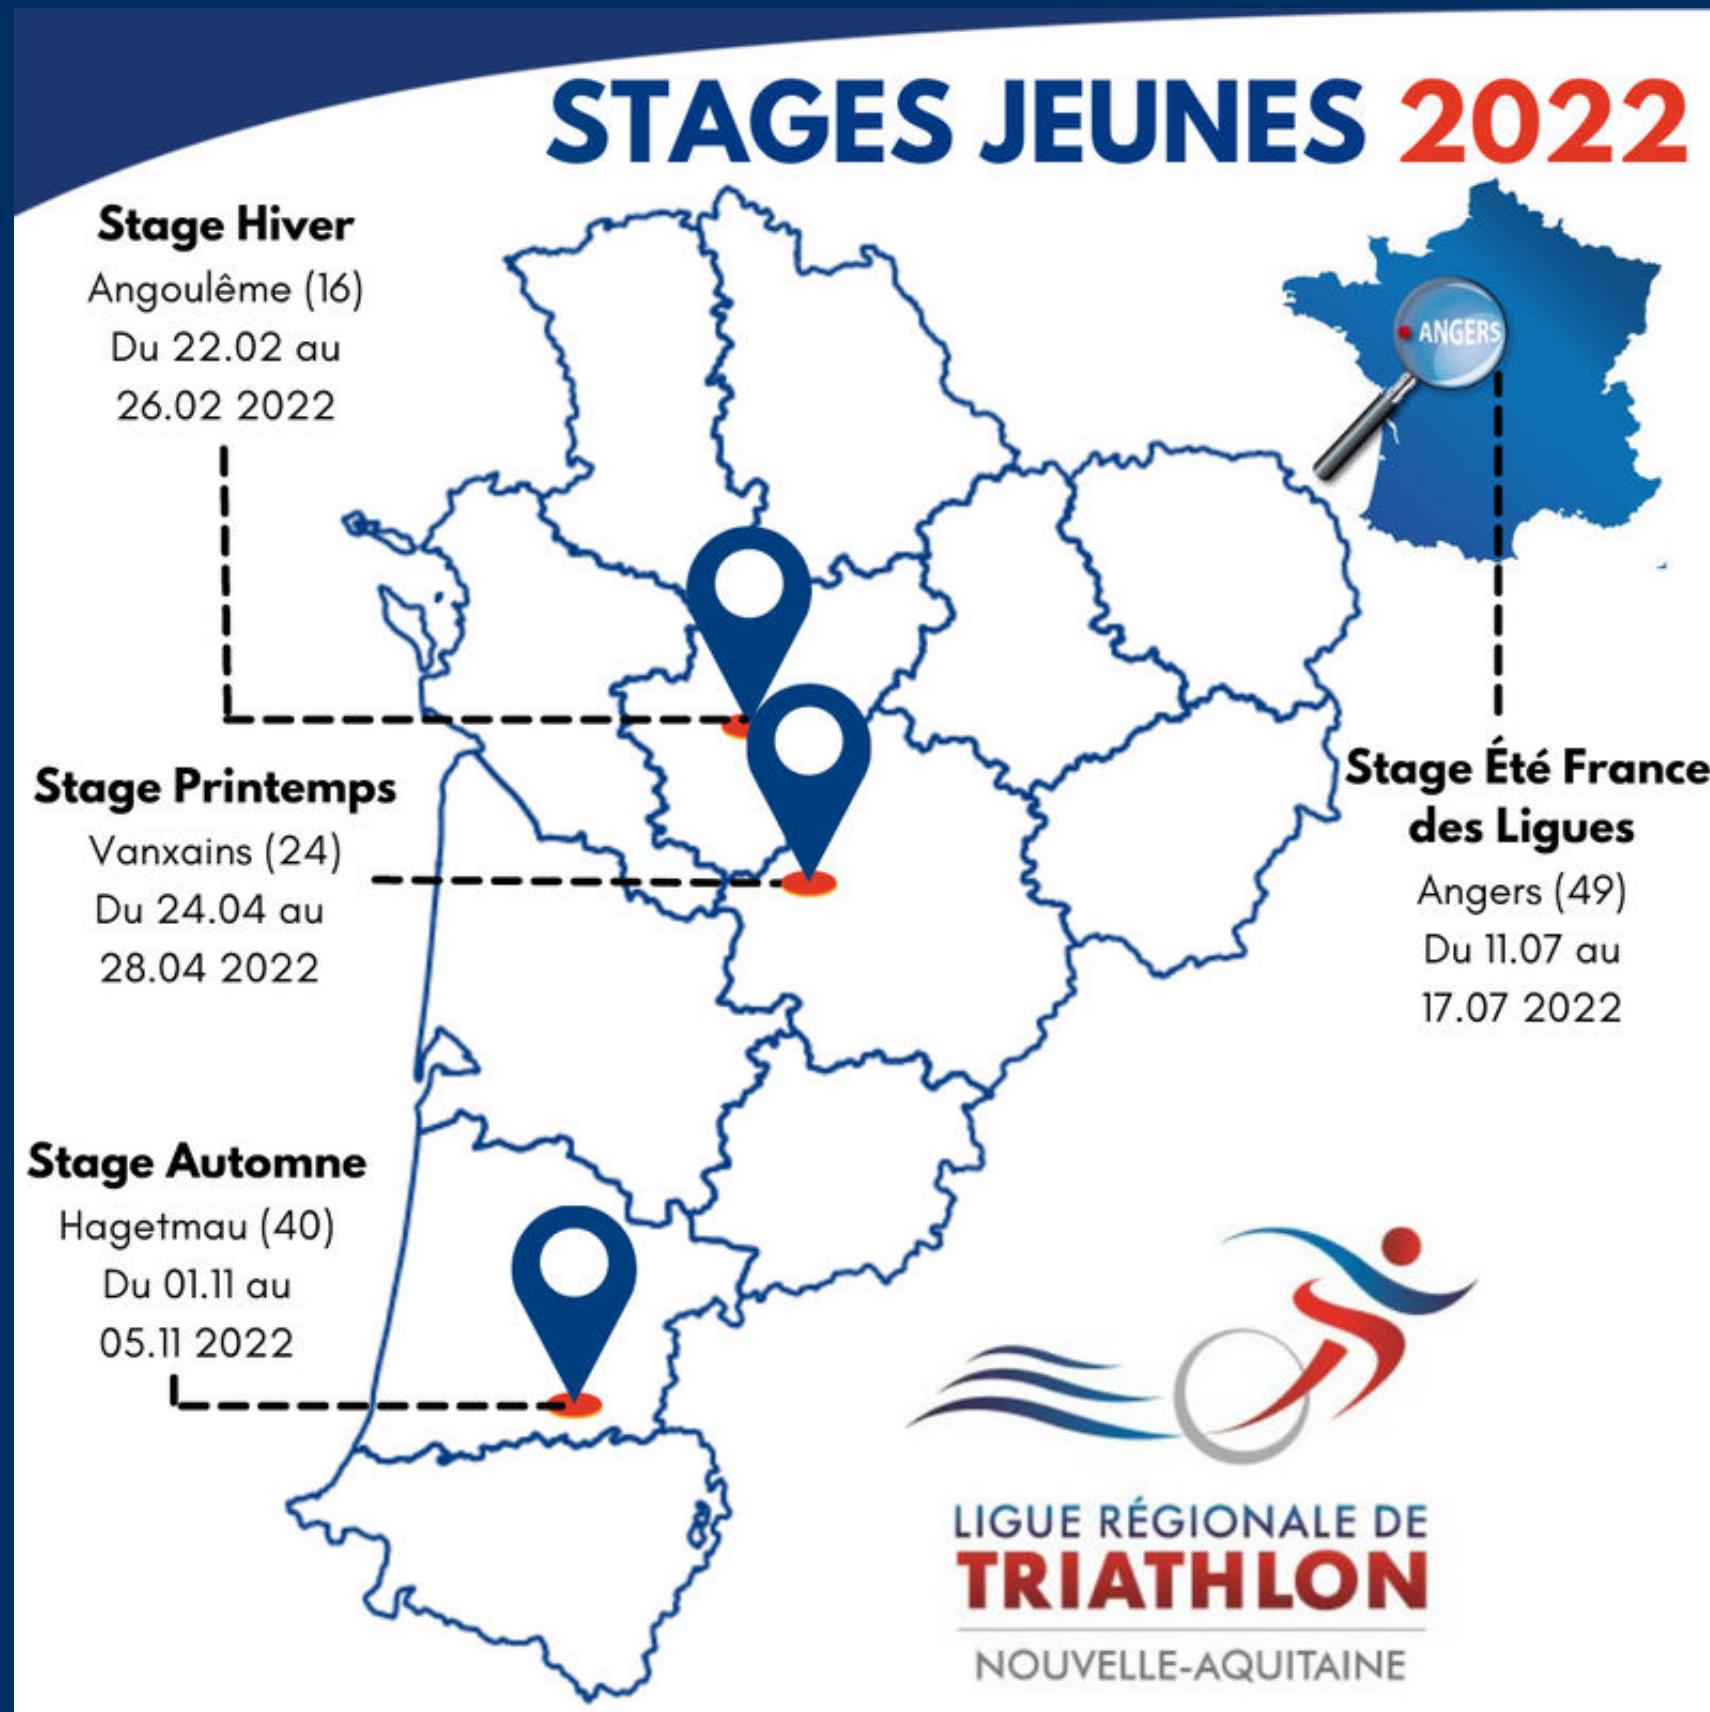 STAGES JEUNES 2022
Stage Hiver
Angoulême (16)
Du 22.02 au
26.02 2022
ANGERS
Stage Printemps
Vanxains (24)
Du 24.04 au
28.04 2022
Stage Été France
des Ligues
Angers (49)
Du 11.07 au
17.07 2022
Stage Automne
Hagetmau (40)
Du 01.11 au
05.11 2022
LIGUE RÉGIONALE DE
TRIATHLON
NOUVELLE-AQUITAINE